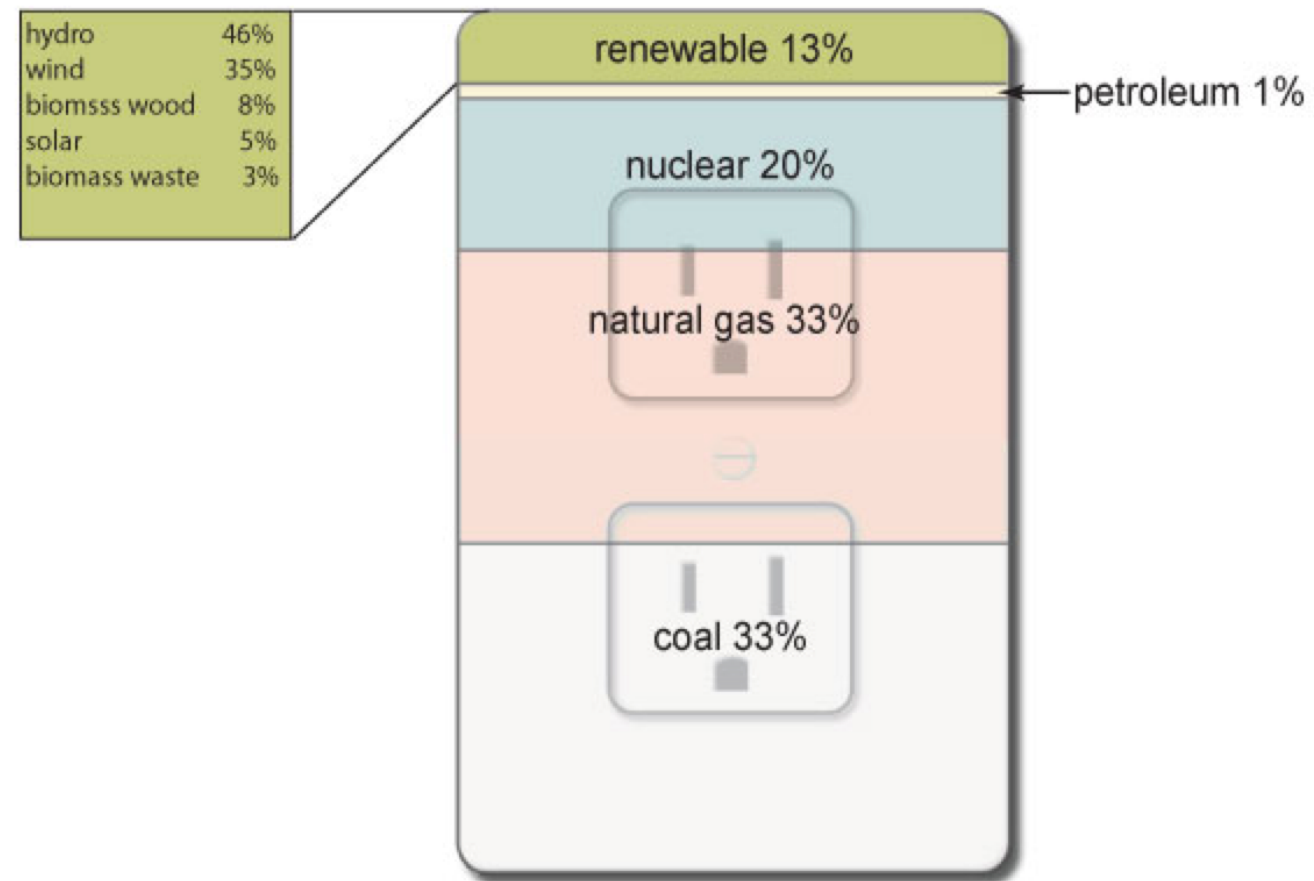 hydro 46%
wind 35%
biomsss wood 8%
solar 5%
biomass waste 3%
renewable 13%
petroleum 1%
nuclear 20%
natural gas 33%
coal 33%